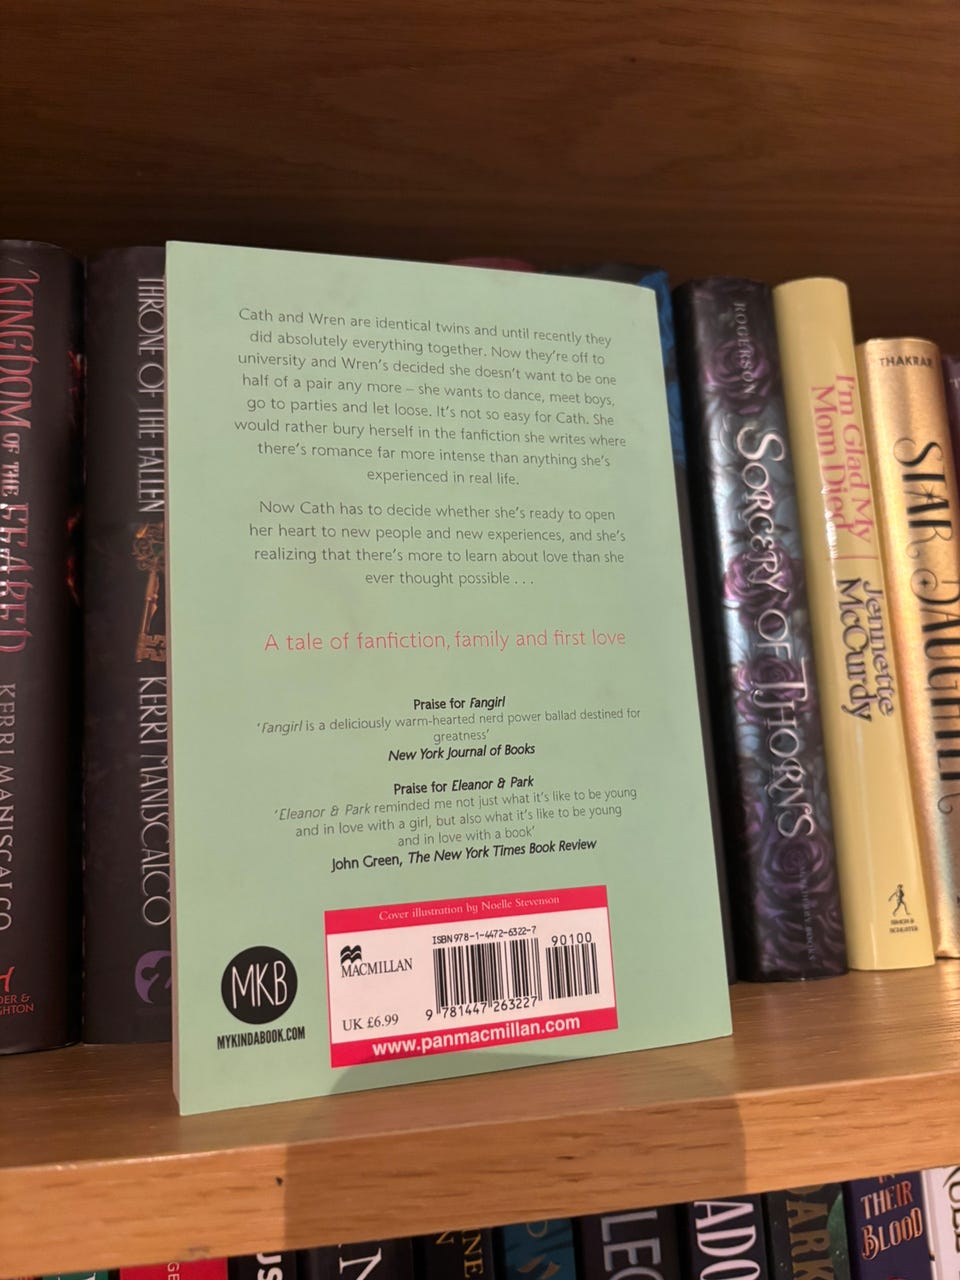 KINGDOM OF THE FEARED
KERRI MANISCALCO
THRONE OF THE FALLEN
KERRI MANISCALCO
Cath and Wren are identical twins and until recently they
did absolutely everything together. Now they're off to
university and Wren's decided she doesn't want to be one
half of a pair any more – she wants to dance, meet boys,
go to parties and let loose. It's not so easy for Cath. She
would rather bury herself in the fanfiction she writes where
there's romance far more intense than anything she's
experienced in real life.
Now Cath has to decide whether she's ready to open
her heart to new people and new experiences, and she's
realizing that there's more to learn about love than she
ever thought possible . . .
A tale of fanfiction, family and first love
Praise for Fangirl
'Fangirl is a deliciously warm-hearted nerd power ballad destined for
greatness'
New York Journal of Books
Praise for Eleanor & Park
'Eleanor & Park reminded me not just what it's like to be young
and in love with a girl, but also what it's like to be young
and in love with a book'
John Green, The New York Times Book Review
MKB
MYKINDABOOK.COM
Cover illustration by Noelle Stevenson
MACMILLAN
UK £6.99
ISBN 978-1-4472-6322-7
90100
9 781447 263227
www.panmacmillan.com
ROGERSON
SORCERY OF THORNS
I'm Glad My
Mom Died
Jennette
McCurdy
SIMON &
SCHUSTER
THAKRAR
STAR DAUGHTER
THEIR
BLOOD